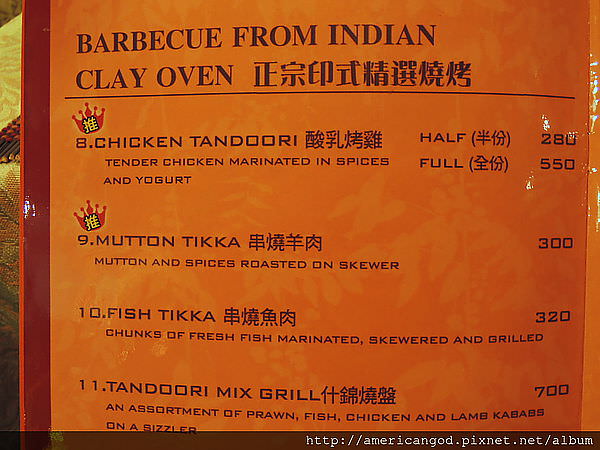 BARBECUE FROM INDIAN
CLAY OVEN 正宗印式精選燒烤
推
8.CHICKEN TANDOORI 酸乳烤雞 HALF (半份) 280
TENDER CHICKEN MARINATED IN SPICES FULL (全份) 550
AND YOGURT
推
9.MUTTON TIKKA 串燒羊肉 300
MUTTON AND SPICES ROASTED ON SKEWER
10.FISH TIKKA 串燒魚肉 320
CHUNKS OF FRESH FISH MARINATED, SKEWERED AND GRILLED
11.TANDOORI MIX GRILL什錦燒盤 700
AN ASSORTMENT OF PRAWN, FISH, CHICKEN AND LAMB KABABS
ON A SIZZLER
http://americangod.pixnet.net/album